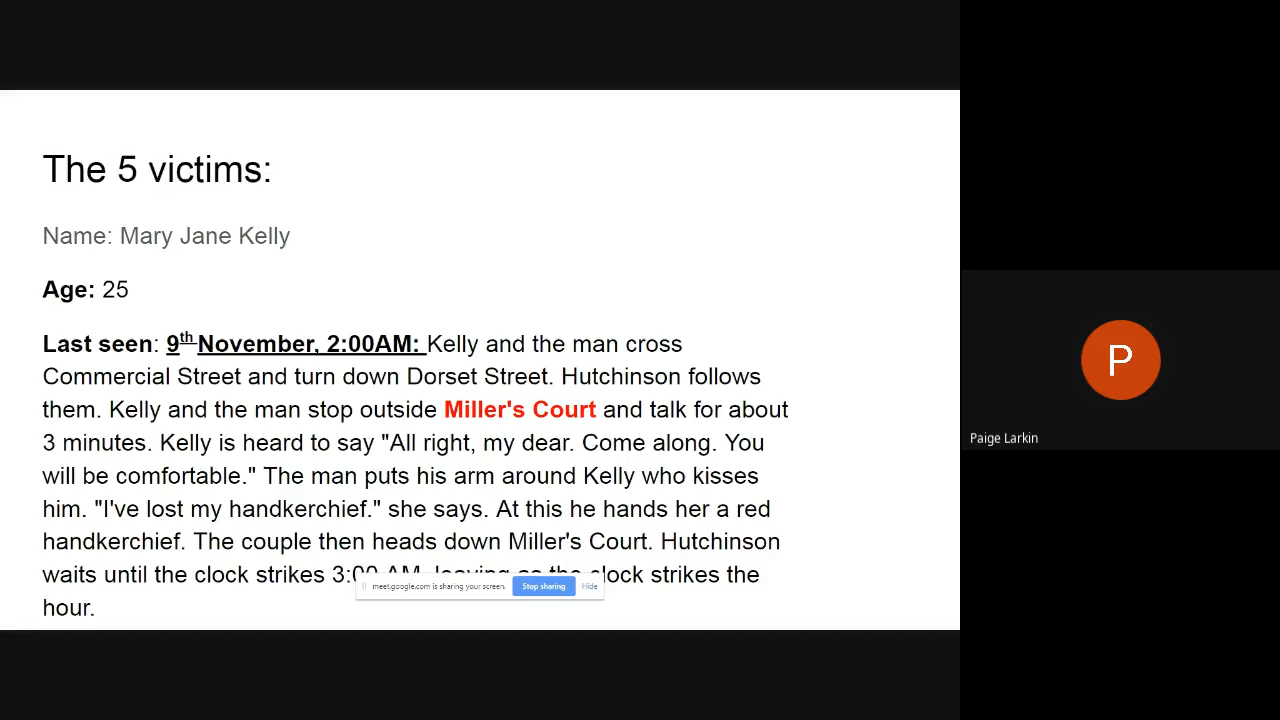 The 5 victims:
Name: Mary Jane Kelly
Age: 25
Last seen: 9th November, 2:00AM: Kelly and the man cross
Commercial Street and turn down Dorset Street. Hutchinson follows
them. Kelly and the man stop outside Miller's Court and talk for about
3 minutes. Kelly is heard to say "All right, my dear. Come along. You
will be comfortable." The man puts his arm around Kelly who kisses
him. "I've lost my handkerchief." she says. At this he hands her a red
handkerchief. The couple then heads down Miller's Court. Hutchinson
waits until the clock strikes 3:00 AM, leaving as the clock strikes the
hour.
meet.google.com is sharing your screen. Stop sharing Hide
P
Paige Larkin